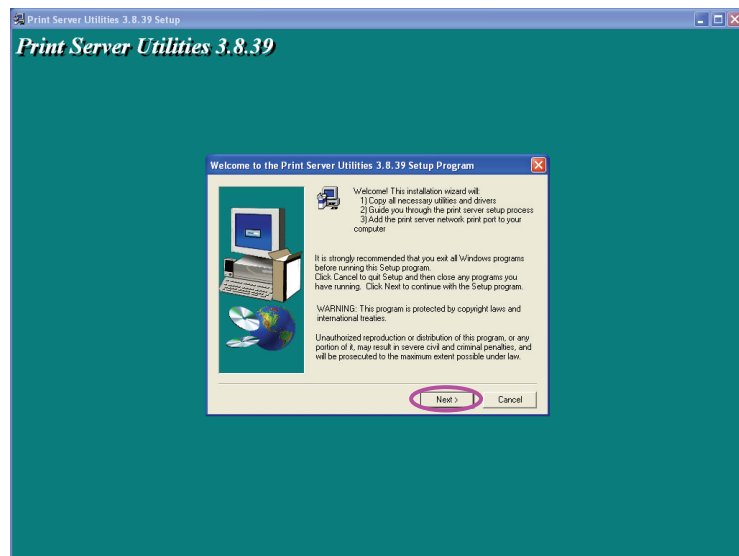 Print Server Utilities 3.8.39 Setup
Print Server Utilities 3.8.39
Welcome to the Print Server Utilities 3.8.39 Setup Program
Welcome! This installation wizard will:
1) Copy all necessary utilities and drivers
2) Guide you through the print server setup process
3) Add the print server network print port to your
computer
It is strongly recommended that you exit all Windows programs
before running this Setup program.
Click Cancel to quit Setup and then close any programs you
have running. Click Next to continue with the Setup program.
WARNING: This program is protected by copyright laws and
international treaties.
Unauthorized reproduction or distribution of this program, or any
portion of it, may result in severe civil and criminal penalties, and
will be prosecuted to the maximum extent possible under law.
Next > Cancel